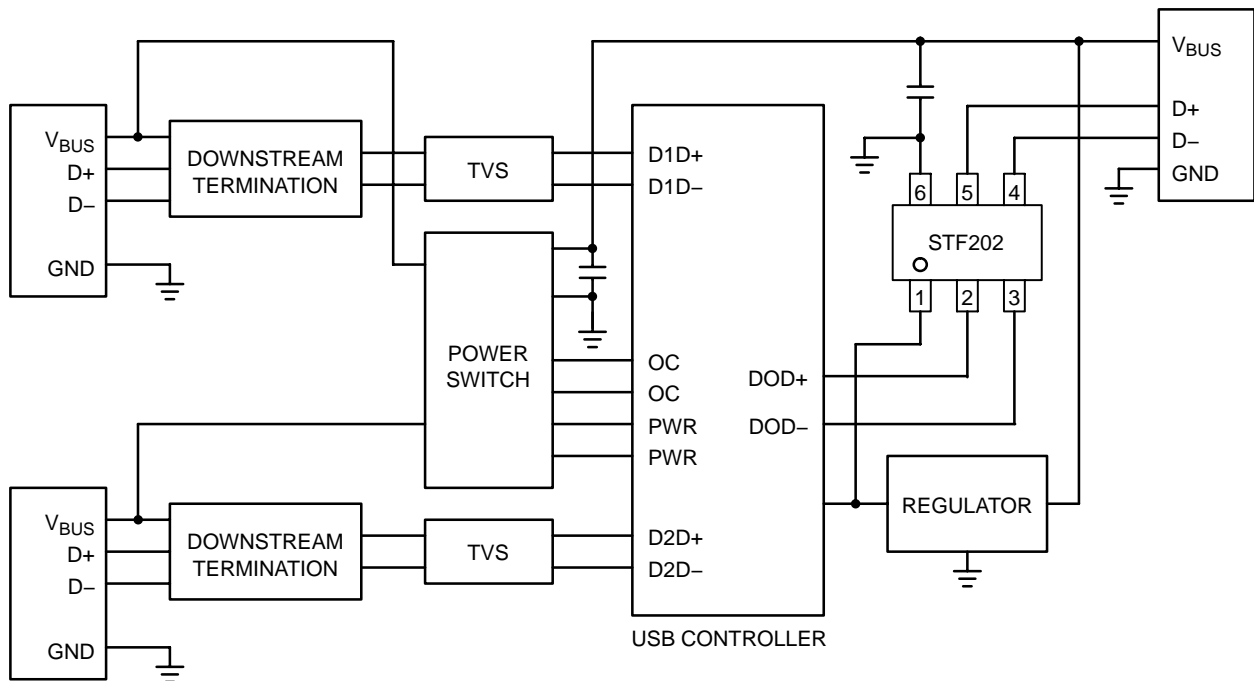 VBUS
D+
D−
GND
DOWNSTREAM
TERMINATION
TVS
D1D+
D1D−
POWER
SWITCH
OC
OC
PWR
PWR
DOD+
DOD−
VBUS
D+
D−
GND
6 5 4
STF202
1 2 3
REGULATOR
VBUS
D+
D−
GND
DOWNSTREAM
TERMINATION
TVS
D2D+
D2D−
USB CONTROLLER